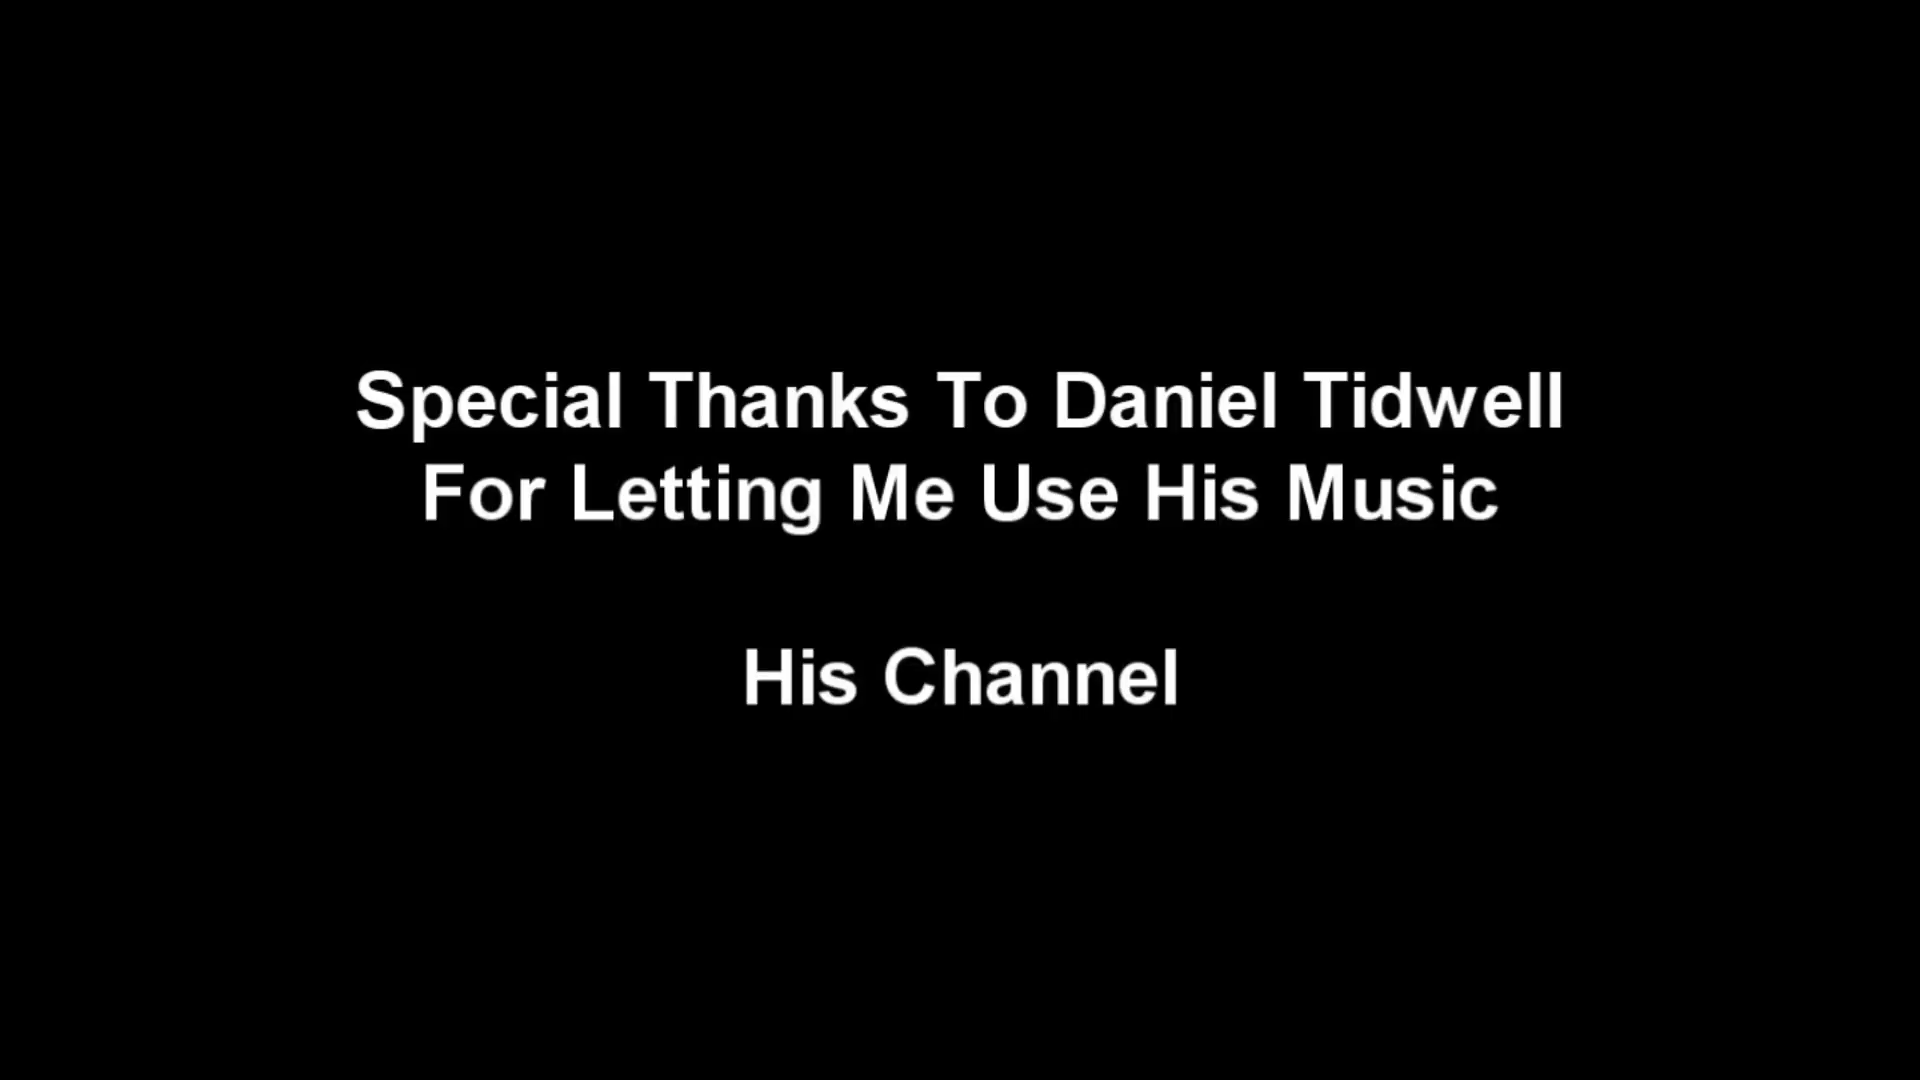 Special Thanks To Daniel Tidwell
For Letting Me Use His Music
His Channel